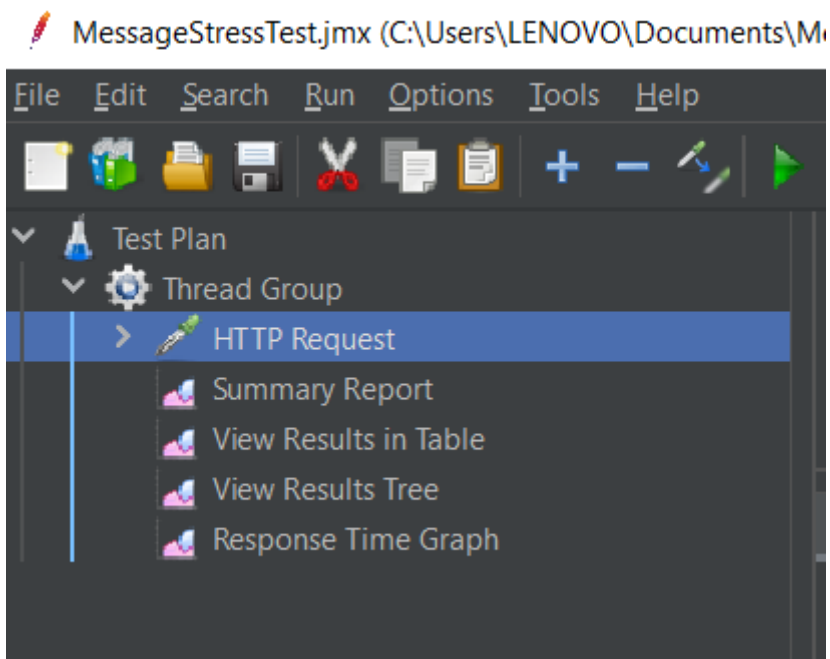 MessageStressTest.jmx (C:\Users\LENOVO\Documents\M
File Edit Search Run Options Tools Help
Test Plan
Thread Group
HTTP Request
Summary Report
View Results in Table
View Results Tree
Response Time Graph